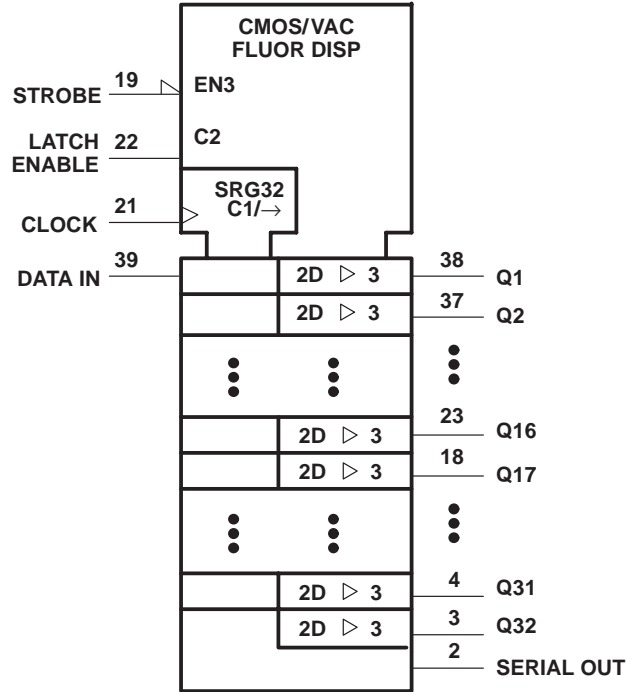 CMOS/VAC
FLUOR DISP
19
STROBE
EN3
LATCH
ENABLE
22
C2
SRG32
C1/→
21
CLOCK
39
DATA IN
2D ▷ 3
38
Q1
2D ▷ 3
37
Q2
2D ▷ 3
23
Q16
2D ▷ 3
18
Q17
2D ▷ 3
4
Q31
2D ▷ 3
3
Q32
2
SERIAL OUT